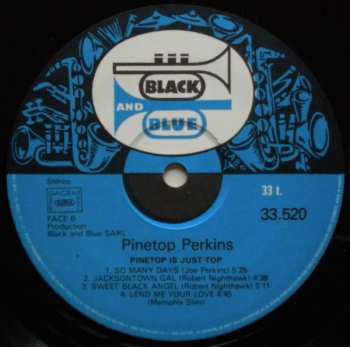 BLACK
AND
BLUE
Stereo
SACEM
33 t.
FACE B
33.520
Production
Black and Blue SARL
Pinetop Perkins
PINETOP IS JUST TOP
1. SO MANY DAYS (Joe Perkins) 5'25
2. JACKSONTOWN GAL (Robert Nighthawk) 4'38
3. SWEET BLACK ANGEL (Robert Nighthawk) 5'11
4. LEND ME YOUR LOVE 4'45
(Memphis Slim)